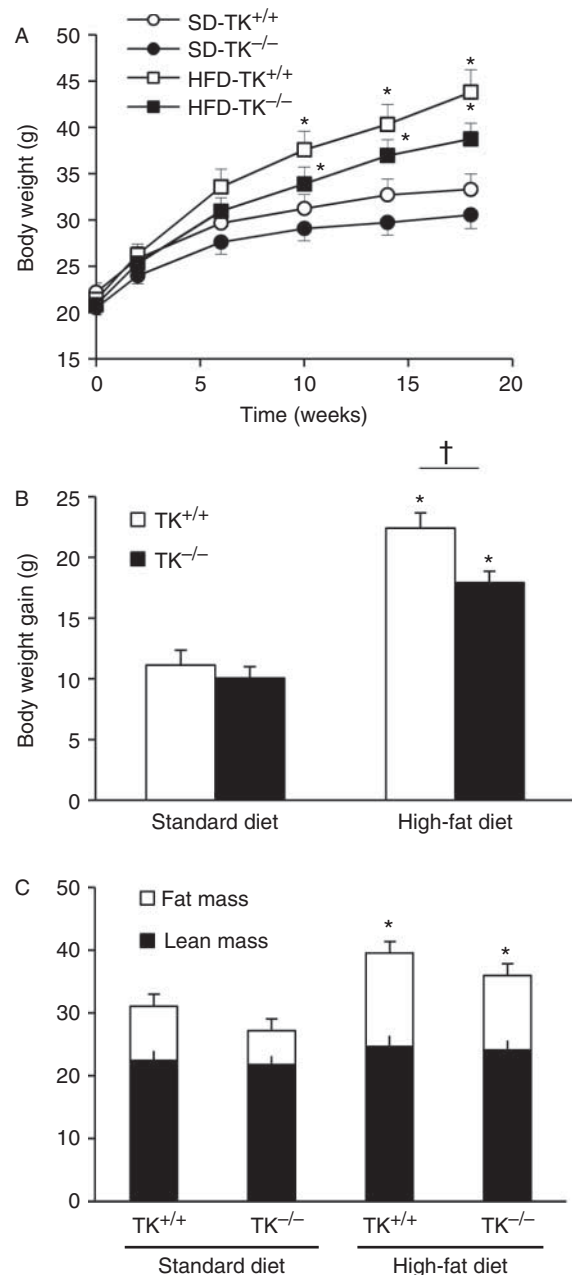 A
SD-TK+/+
SD-TK–/–
HFD-TK+/+
HFD-TK–/–
50
45
40
35
30
25
20
15
Body weight (g)
* * *
* * *
0 5 10 15 20
Time (weeks)
B
†
TK+/+
TK–/–
25
20
15
10
5
0
Body weight gain (g)
*
*
Standard diet High-fat diet
C
Fat mass
Lean mass
50
40
30
20
10
0
*
*
TK+/+ TK–/– TK+/+ TK–/–
Standard diet High-fat diet